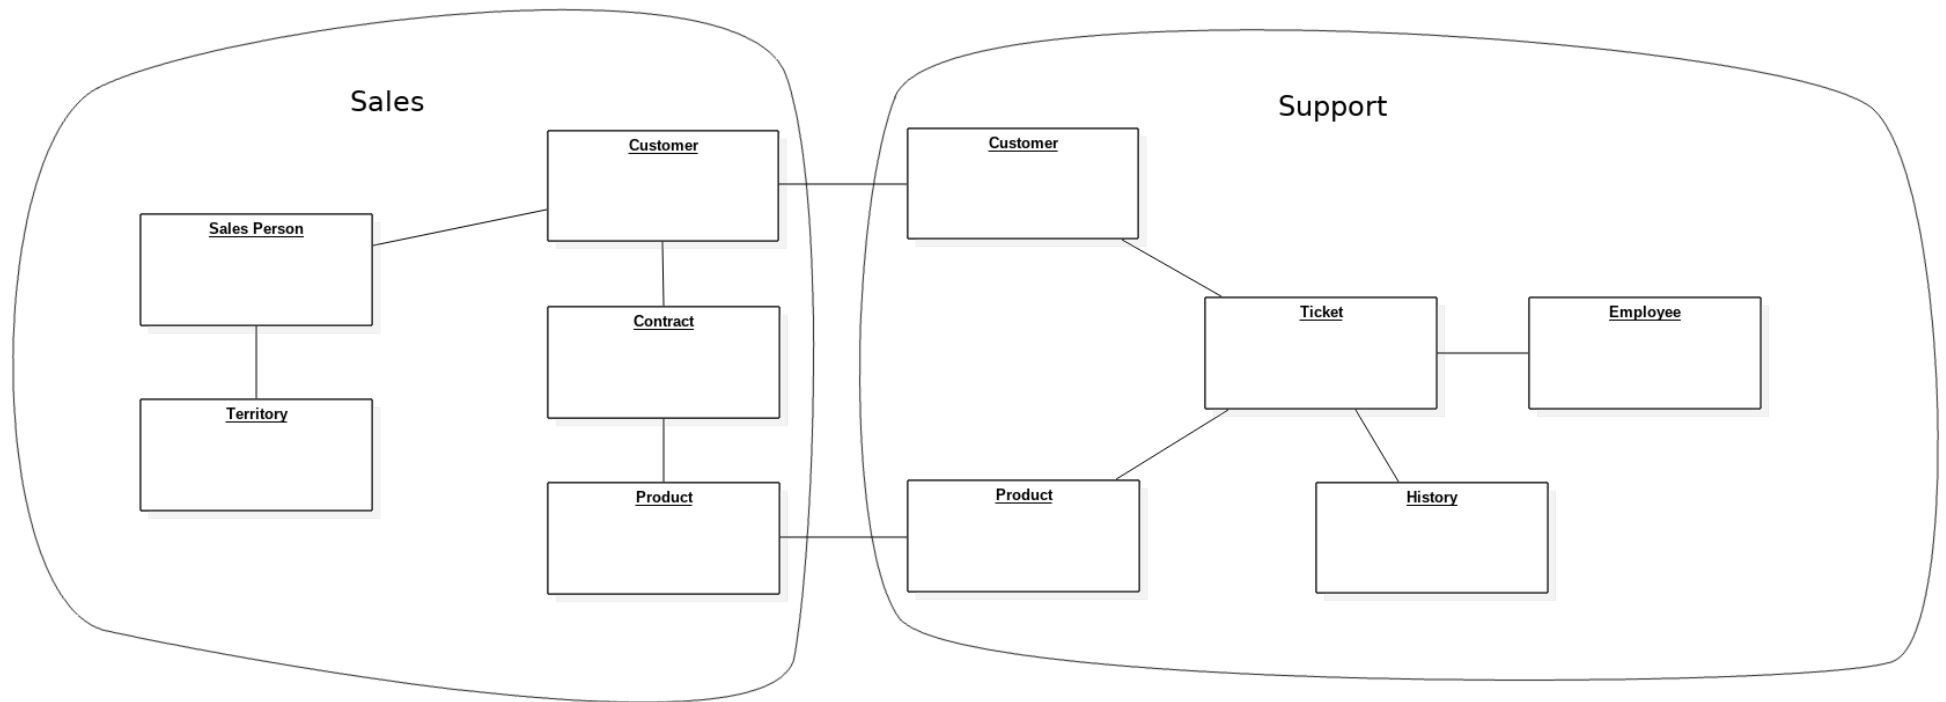 Sales
Customer
Sales Person
Contract
Territory
Product
Support
Customer
Ticket
Employee
Product
History